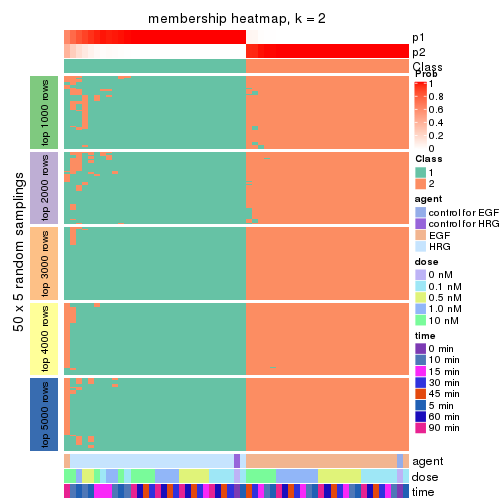 membership heatmap, k = 2
p1
p2
Class
50 x 5 random samplings
top 1000 rows
top 2000 rows
top 3000 rows
top 4000 rows
top 5000 rows
agent
dose
time
Prob
1
0.8
0.6
0.4
0.2
0
Class
1
2
agent
control for EGF
control for HRG
EGF
HRG
dose
0 nM
0.1 nM
0.5 nM
1.0 nM
10 nM
time
0 min
10 min
15 min
30 min
45 min
5 min
60 min
90 min